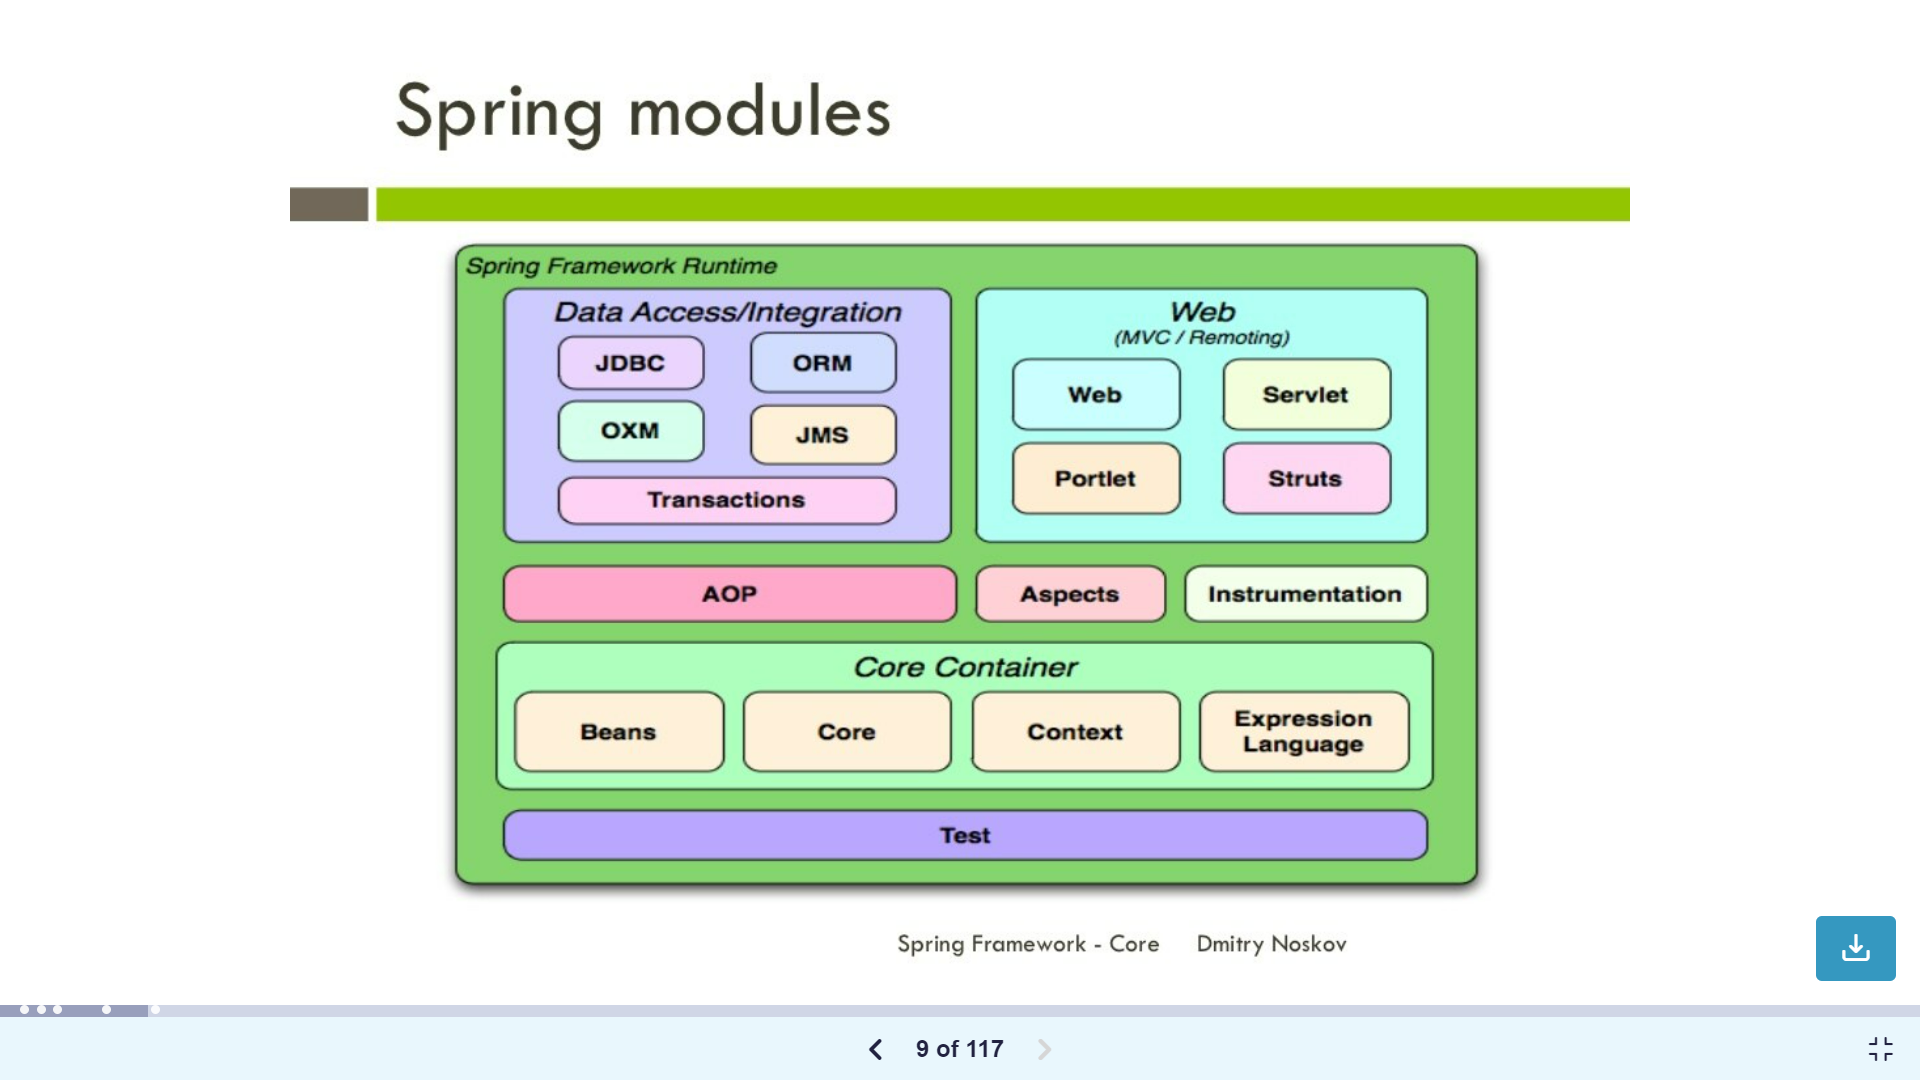 Spring modules
Spring Framework Runtime
Data Access/Integration
JDBC
ORM
OXM
JMS
Transactions
Web
(MVC / Remoting)
Web
Servlet
Portlet
Struts
AOP
Aspects
Instrumentation
Core Container
Beans
Core
Context
Expression
Language
Test
Spring Framework - Core Dmitry Noskov
9 of 117